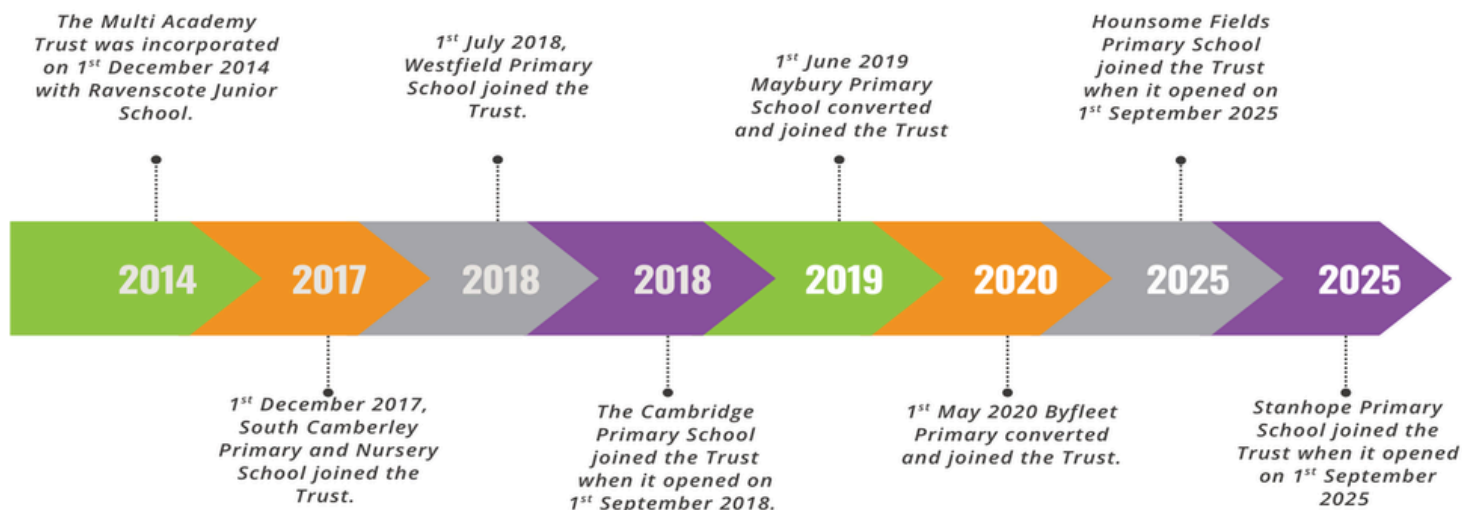 The Multi Academy
Trust was incorporated
on 1st December 2014
with Ravenscote Junior
School.
1st July 2018,
Westfield Primary
School joined the
Trust.
1st June 2019
Maybury Primary
School converted
and joined the Trust
Hounsome Fields
Primary School
joined the Trust
when it opened on
1st September 2025
2014
2017
2018
2018
2019
2020
2025
2025
1st December 2017,
South Camberley
Primary and Nursery
School joined the
Trust.
The Cambridge
Primary School
joined the Trust
when it opened on
1st September 2018.
1st May 2020 Byfleet
Primary converted
and joined the Trust.
Stanhope Primary
School joined the
Trust when it opened
on 1st September
2025